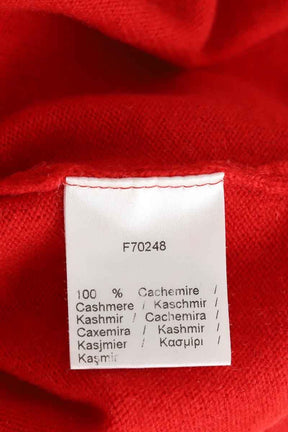 F70248
100 % Cachemire /
Cashmere / Kaschmir /
Kashmir / Cachemira /
Caxemira / Kashmir /
Kasjmier / Κασμίρι /
Kaşmir